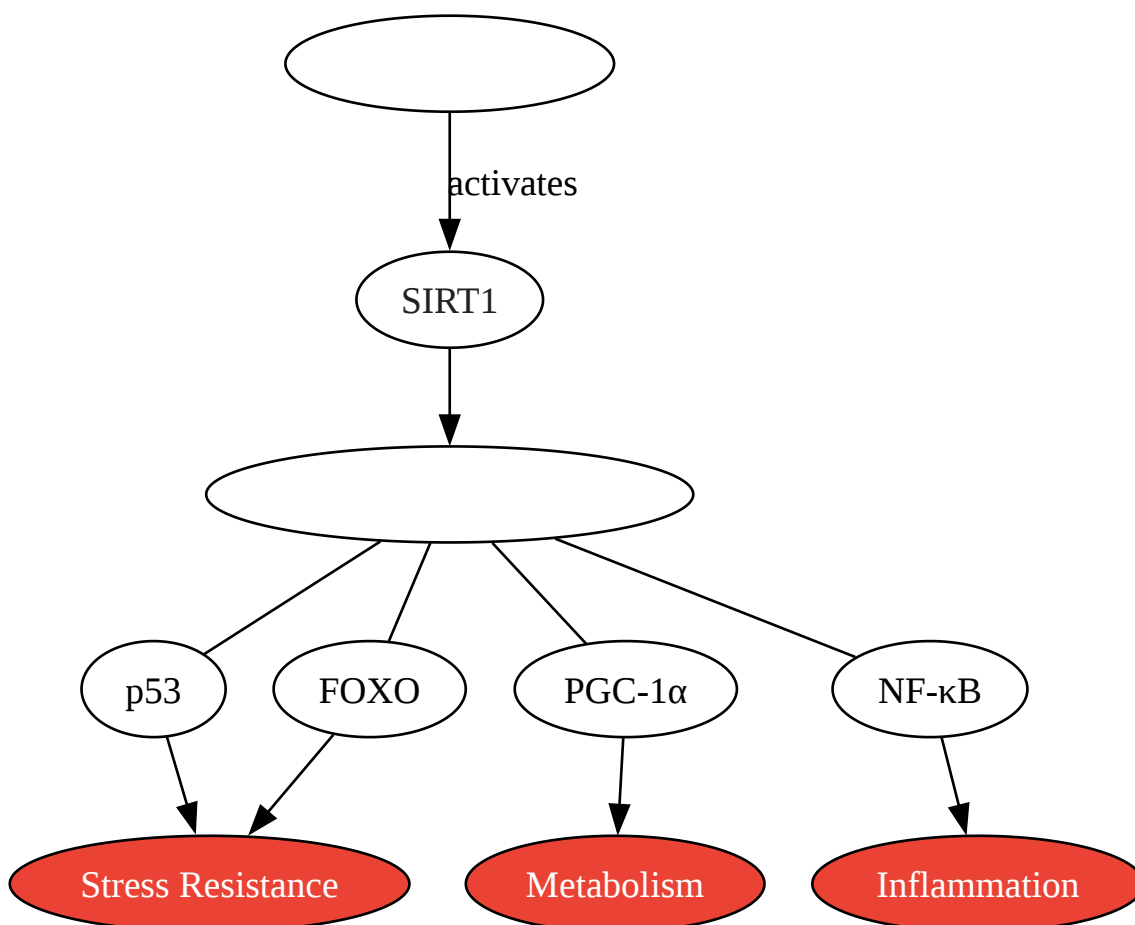 activates
SIRT1
p53
FOXO
PGC-1α
NF-κB
Stress Resistance
Metabolism
Inflammation